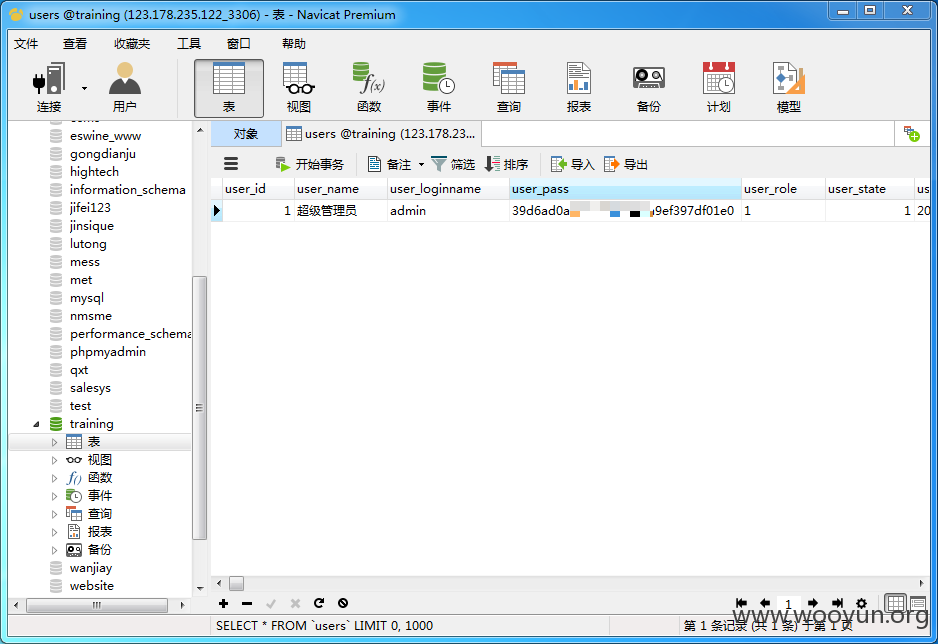 users @training (123.178.235.122_3306) - 表 - Navicat Premium
文件 查看 收藏夹 工具 窗口 帮助
连接 用户 表 视图 函数 事件 查询 报表 备份 计划 模型
对象 users @training (123.178.23...
开始事务 备注 筛选 排序 导入 导出
user_id user_name user_loginname user_pass user_role user_state us
1 超级管理员 admin 39d6ad0a 9ef397df01e0 1 1 20
eswine_www
gongdianju
hightech
information_schema
jifei123
jinsique
lutong
mess
met
mysql
nmsme
performance_schema
phpmyadmin
qxt
salesys
test
training
表
视图
函数
事件
查询
报表
备份
wanjiay
website
1
SELECT * FROM `users` LIMIT 0, 1000
第 1 条记录 (共 1 条) 于第 1 页
www.wooyun.org